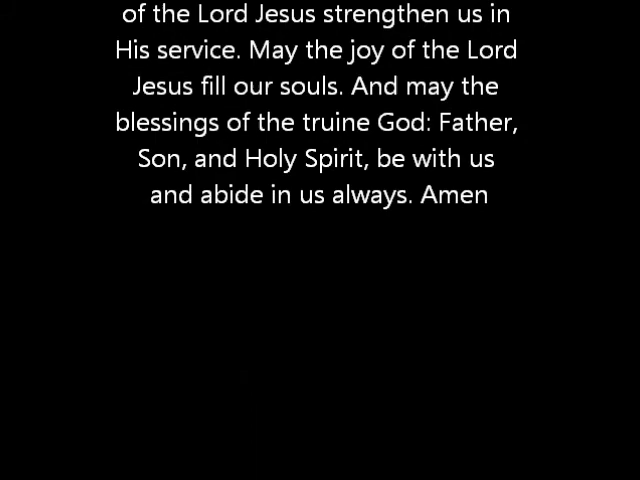 of the Lord Jesus strengthen us in
His service. May the joy of the Lord
Jesus fill our souls. And may the
blessings of the truine God: Father,
Son, and Holy Spirit, be with us
and abide in us always. Amen